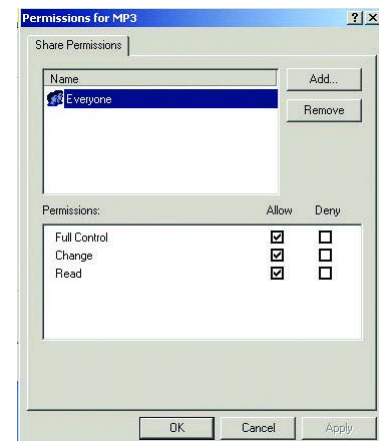 Permissions for MP3
Share Permissions
Name
Add...
Everyone
Remove
Permissions: Allow Deny
Full Control
Change
Read
OK Cancel Apply